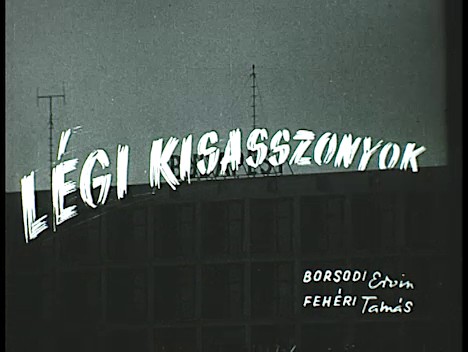 LÉGI KISASSZONYOK
BORSODI Ervin
FEHÉRI Tamás